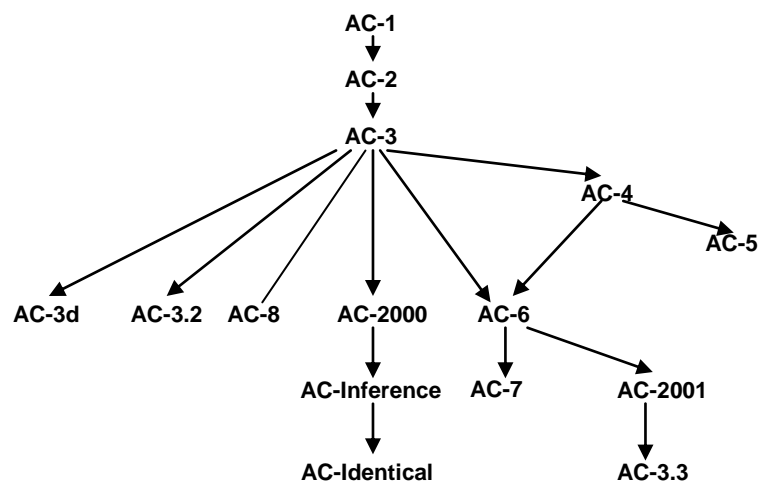 AC-1
AC-2
AC-3
AC-4
AC-5
AC-3d AC-3.2 AC-8 AC-2000 AC-6
AC-Inference AC-7 AC-2001
AC-Identical AC-3.3